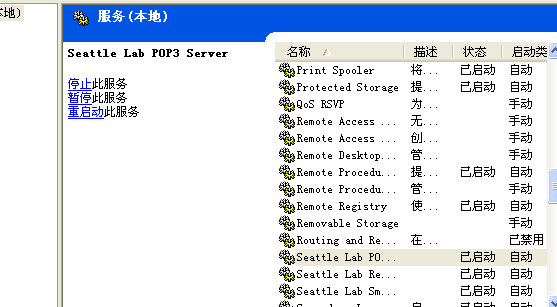 本地)
服务(本地)
Seattle Lab POP3 Server
停止此服务
暂停此服务
重启动此服务
名称 描述 状态 启动类
Print Spooler 将... 已启动 自动
Protected Storage 提... 已启动 自动
QoS RSVP 为... 手动
Remote Access ... 无... 手动
Remote Access ... 创... 手动
Remote Desktop... 管... 手动
Remote Procedu... 提... 已启动 自动
Remote Procedu... 管... 手动
Remote Registry 使... 已启动 自动
Removable Storage 手动
Routing and Re... 在... 已禁用
Seattle Lab PO... 已启动 自动
Seattle Lab Re... 已启动 自动
Seattle Lab Sm... 已启动 自动